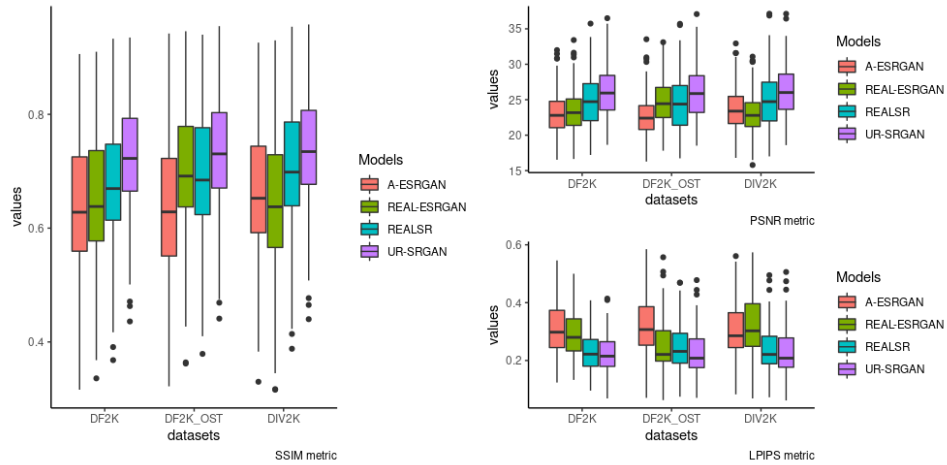 values
0.8
0.6
0.4
DF2K DF2K_OST DIV2K
datasets
SSIM metric
Models
A-ESRGAN
REAL-ESRGAN
REALSR
UR-SRGAN
values
35
30
25
20
15
DF2K DF2K_OST DIV2K
datasets
PSNR metric
Models
A-ESRGAN
REAL-ESRGAN
REALSR
UR-SRGAN
values
0.6
0.4
0.2
DF2K DF2K_OST DIV2K
datasets
LPIPS metric
Models
A-ESRGAN
REAL-ESRGAN
REALSR
UR-SRGAN